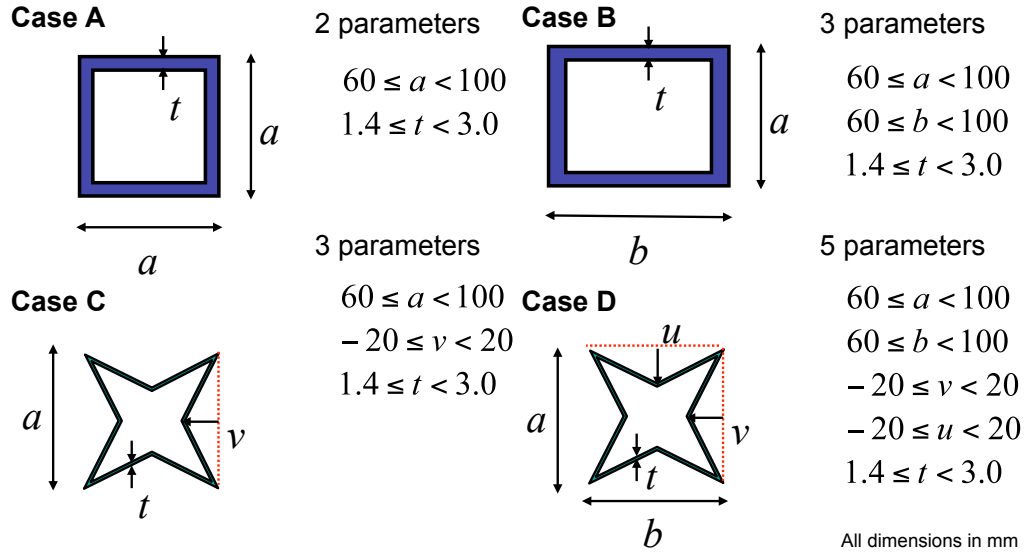 Case A
2 parameters
60 ≤ a < 100
1.4 ≤ t < 3.0
t
a
a
Case B
3 parameters
60 ≤ a < 100
60 ≤ b < 100
1.4 ≤ t < 3.0
t
a
b
Case C
3 parameters
60 ≤ a < 100
− 20 ≤ v < 20
1.4 ≤ t < 3.0
a
v
t
Case D
5 parameters
60 ≤ a < 100
60 ≤ b < 100
− 20 ≤ v < 20
− 20 ≤ u < 20
1.4 ≤ t < 3.0
u
a
v
t
b
All dimensions in mm